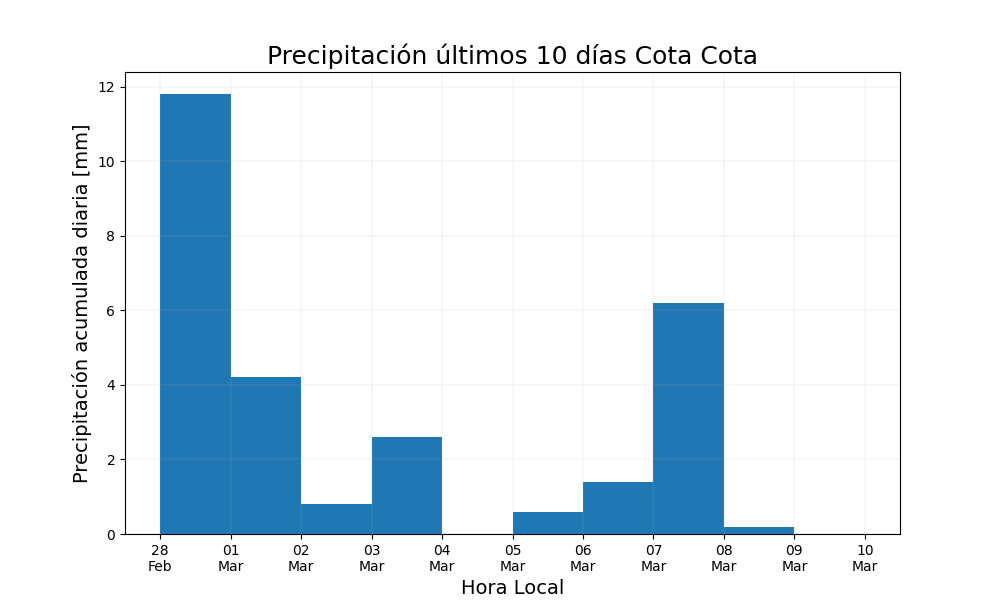 Precipitación últimos 10 días Cota Cota
Precipitación acumulada diaria [mm]
12
10
8
6
4
2
0
28 01 02 03 04 05 06 07 08 09 10
Feb Mar Mar Mar Mar Mar Mar Mar Mar Mar Mar
Hora Local